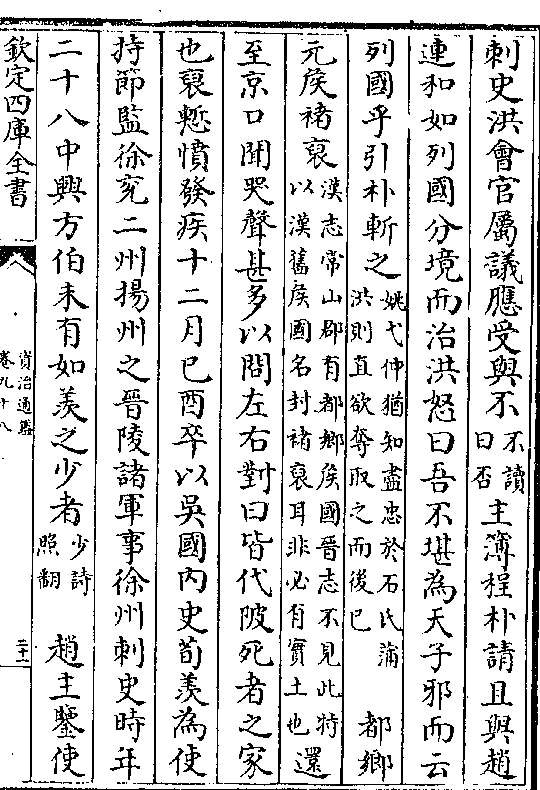 刺史洪會官屬議應受與不不讀曰否主簿程朴請且與趙
連和如列國分境而治洪怒曰吾不堪為天子邪而云
列國乎引朴斬之姚弋仲猶知盡忠於石氏蒲洪則直欲奪取之而後已都鄉
元侯褚裒漢志常山郡有都鄉侯國晉志不見此特以漢舊侯國名封褚裒耳非必有實土也還
至京口聞哭聲甚多以問左右對曰皆代陂死者之家
也裒慙憤發疾十二月已酉卒以吳國内史荀羨為使
持節監徐兖二州揚州之晉陵諸軍事徐州刺史時年
二十八中興方伯未有如羨之少者少詩照翻趙主鑒使
欽定四庫全書
資治通鑑
卷九十八
二十二